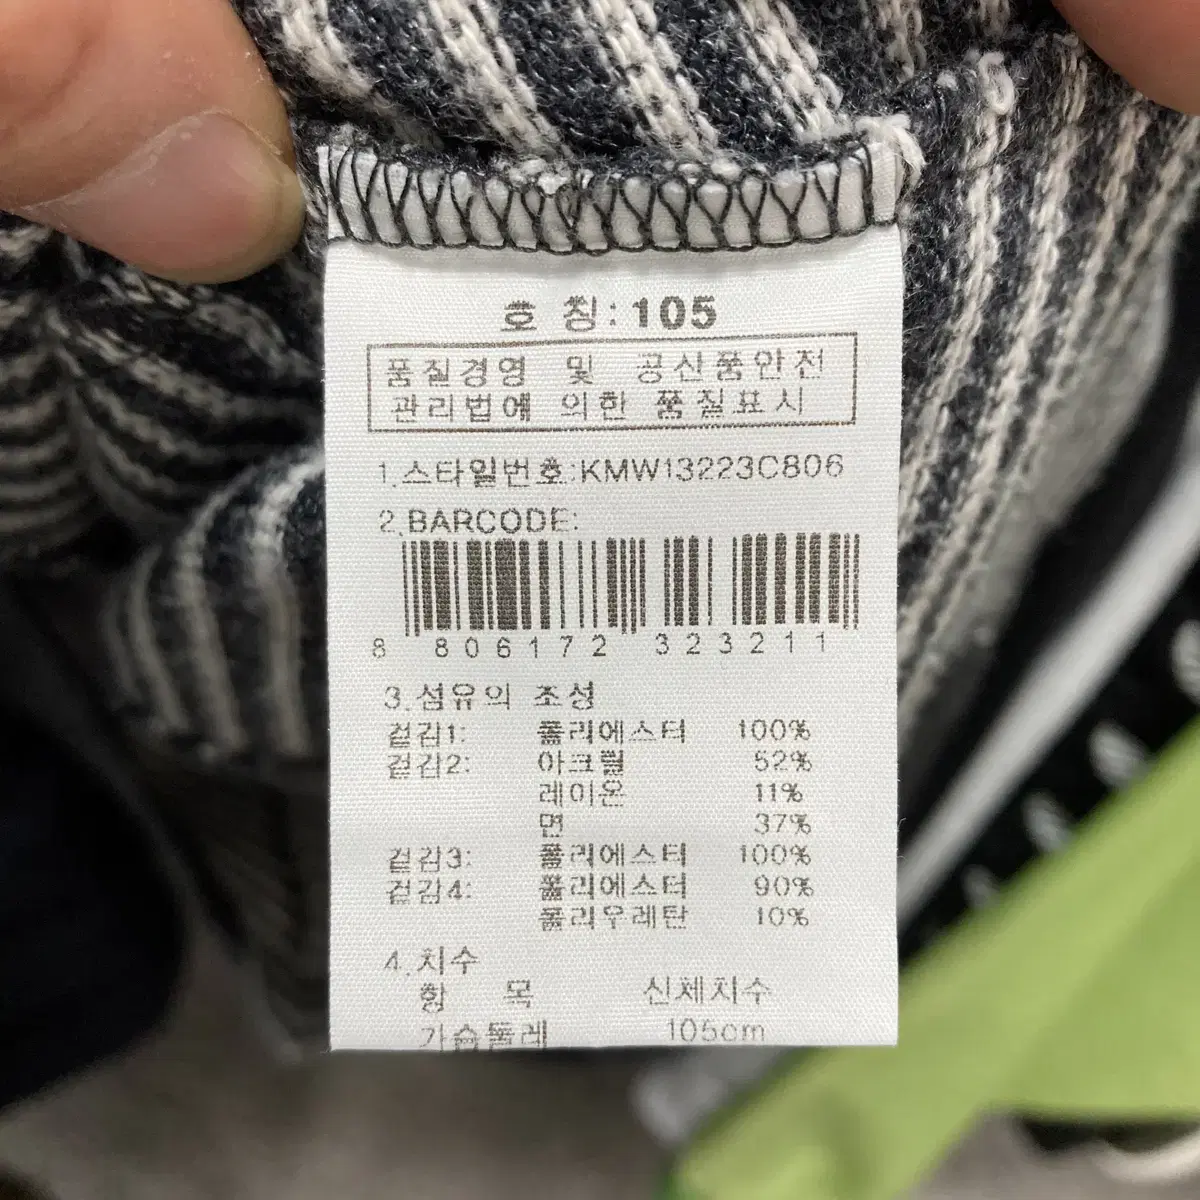 호 칭: 105
품질경영 및 공산품안전
관리법에 의한 품질표시
1.스타일번호:KMW13223C806
2.BARCODE:
8 806172 323211
3.섬유의 조성
겉감1: 폴리에스터 100%
겉감2: 아크릴 52%
레이온 11%
면 37%
겉감3: 폴리에스터 100%
겉감4: 폴리에스터 90%
폴리우레탄 10%
4.치수
항 목 신체치수
가슴둘레 105cm